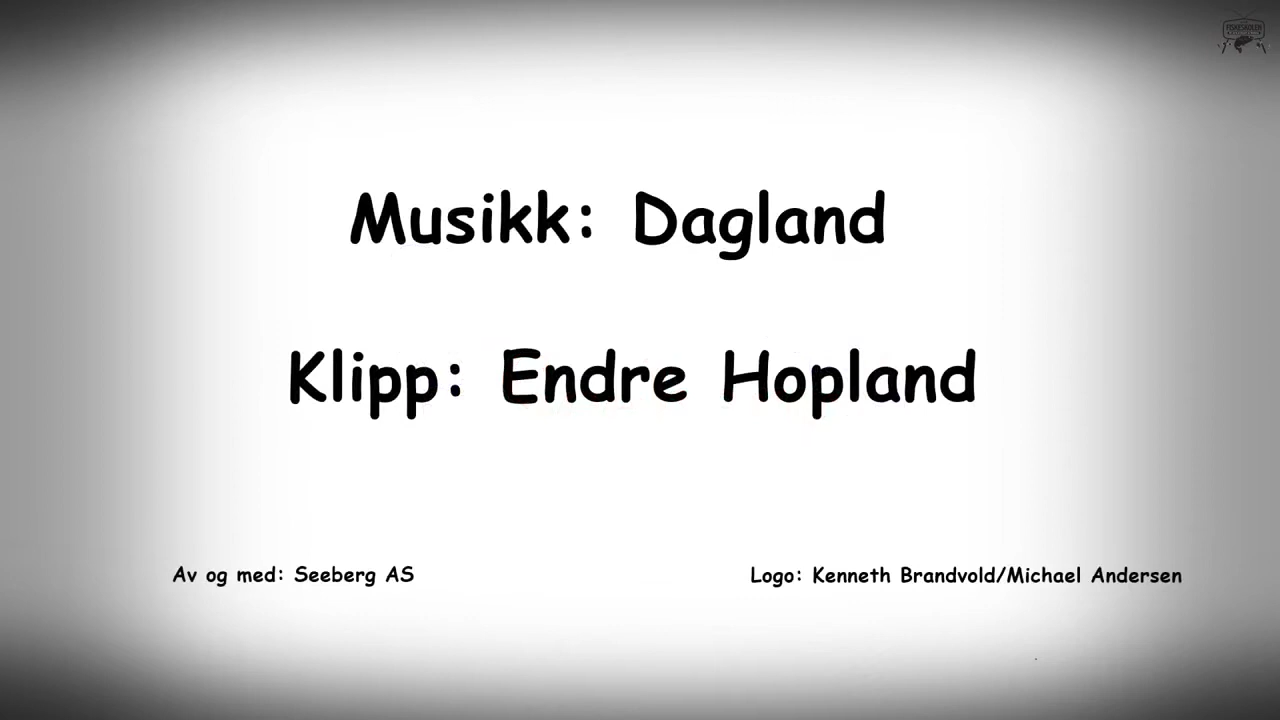 Musikk: Dagland
Klipp: Endre Hopland
Av og med: Seeberg AS
Logo: Kenneth Brandvold/Michael Andersen